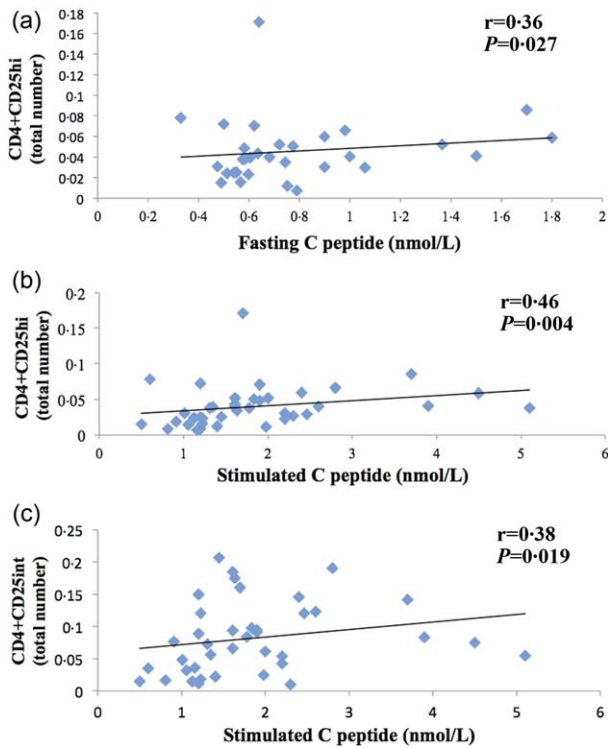 (a)
CD4+CD25hi
(total number)
0·18
0·16
0·14
0·12
0·1
0·08
0·06
0·04
0·02
0
r=0·36
P=0·027
0 0·2 0·4 0·6 0·8 1 1·2 1·4 1·6 1·8 2
Fasting C peptide (nmol/L)
(b)
CD4+CD25hi
(total number)
0·2
0·15
0·1
0·05
0
r=0·46
P=0·004
0 1 2 3 4 5 6
Stimulated C peptide (nmol/L)
(c)
CD4+CD25int
(total number)
0·25
0·2
0·15
0·1
0·05
0
r=0·38
P=0·019
0 1 2 3 4 5 6
Stimulated C peptide (nmol/L)